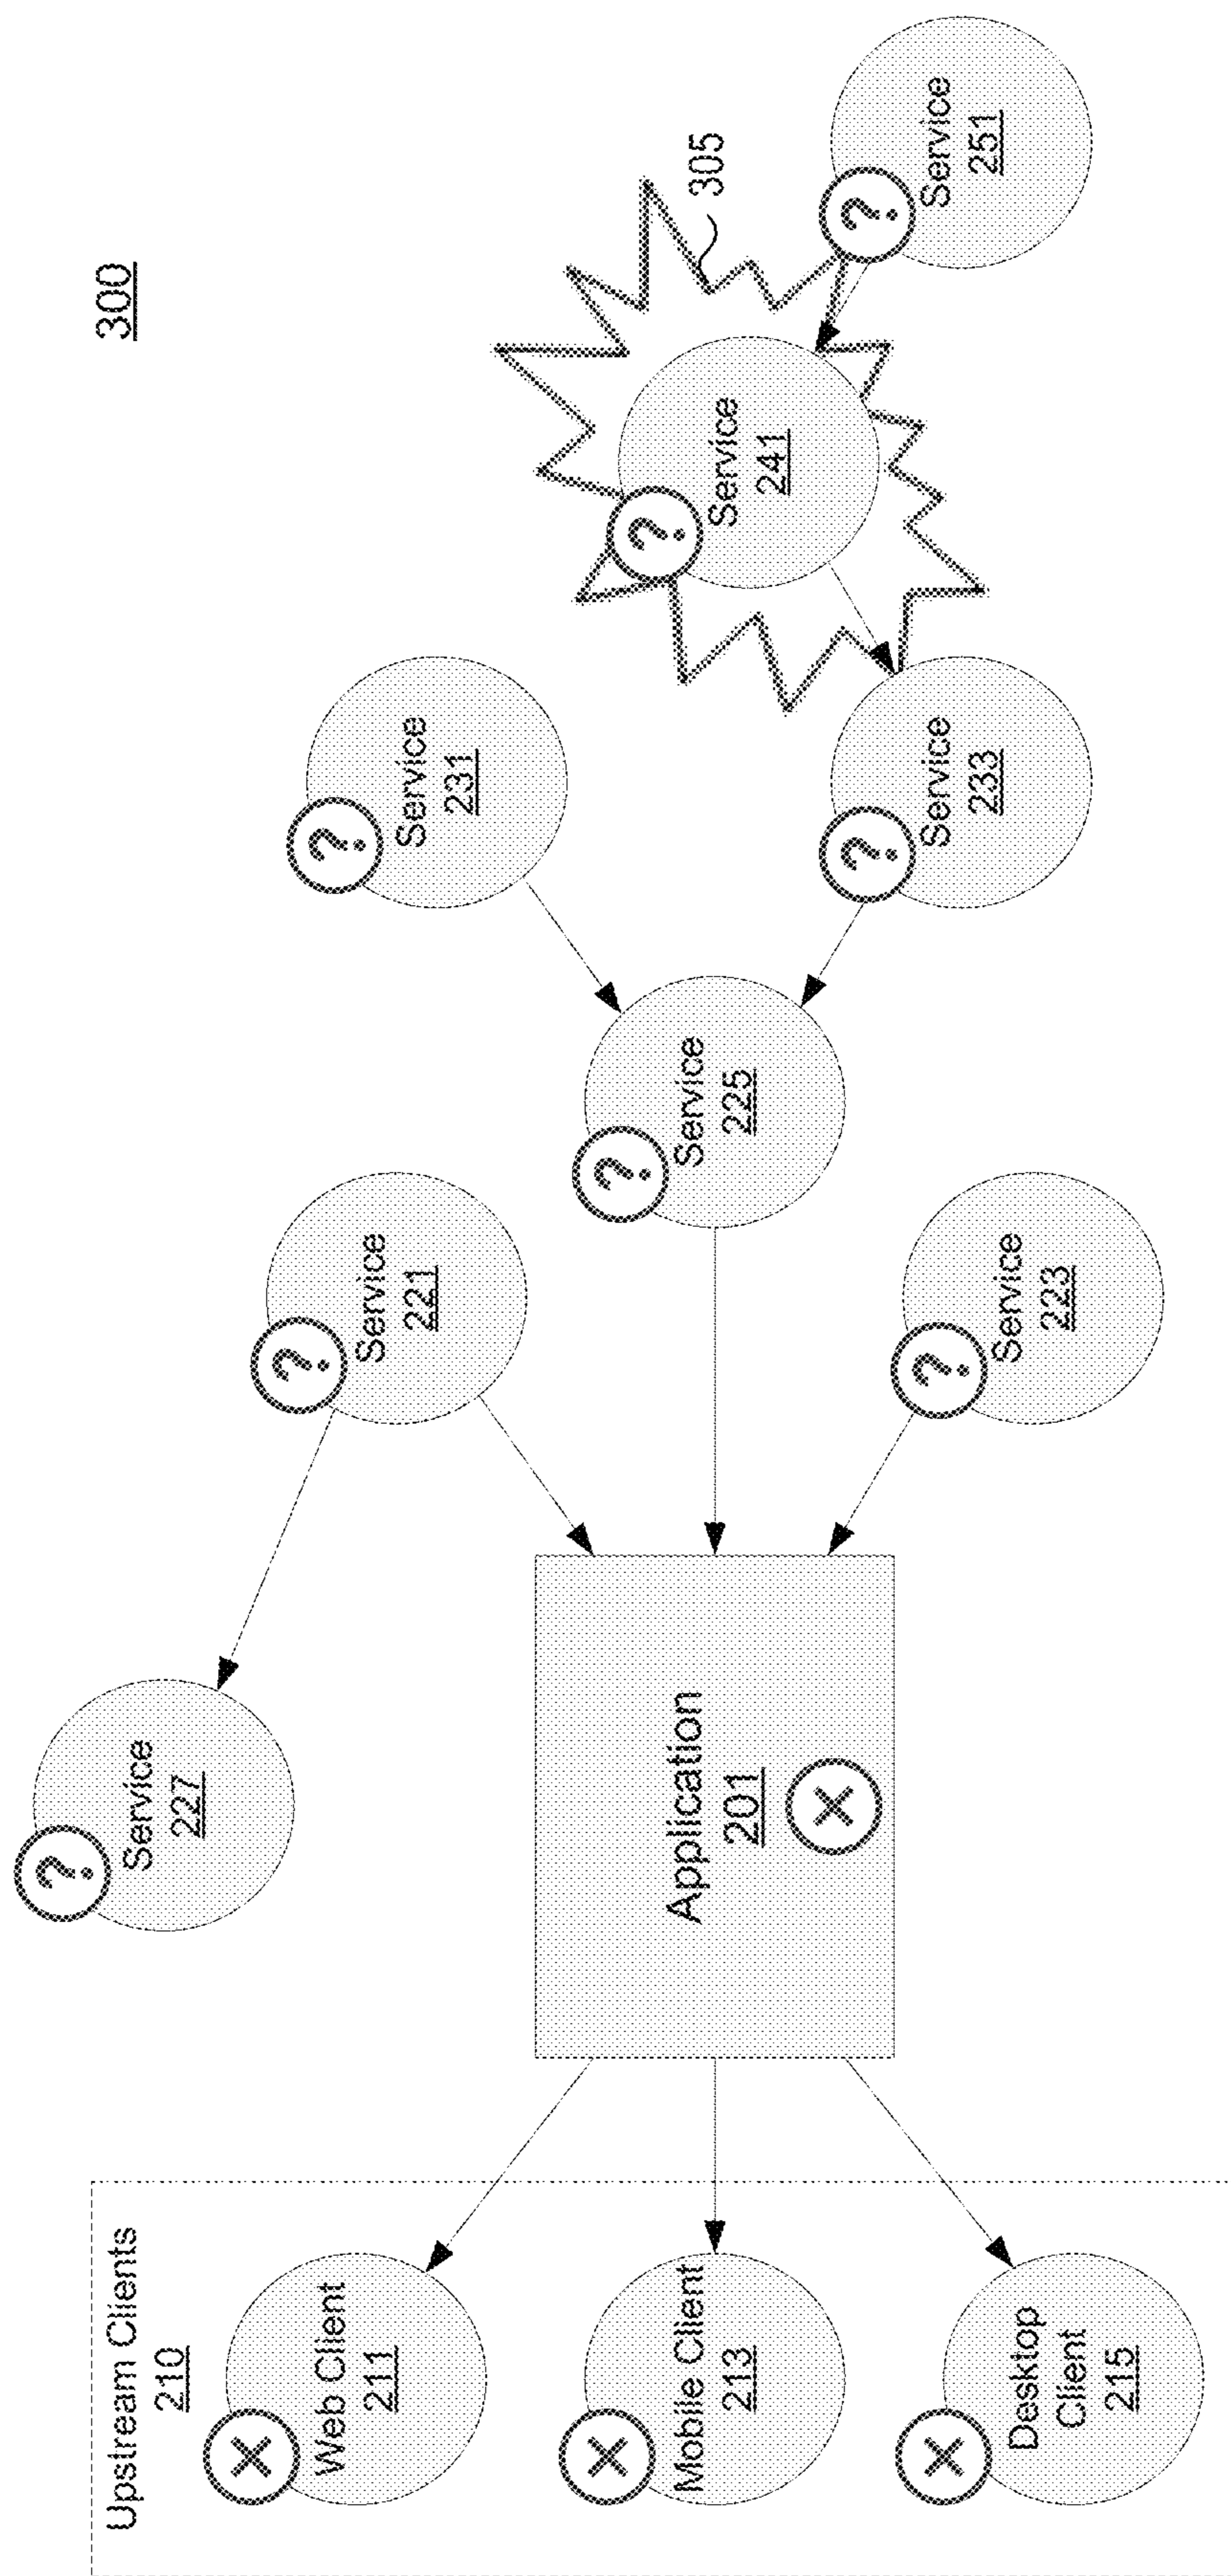 300
Upstream Clients
210
Web Client
211
Mobile Client
213
Desktop
Client
215
Application
201
Service
227
Service
221
Service
223
Service
225
Service
231
Service
233
Service
241
305
Service
251
X
X
X
X
?
?
?
?
?
?
?
?